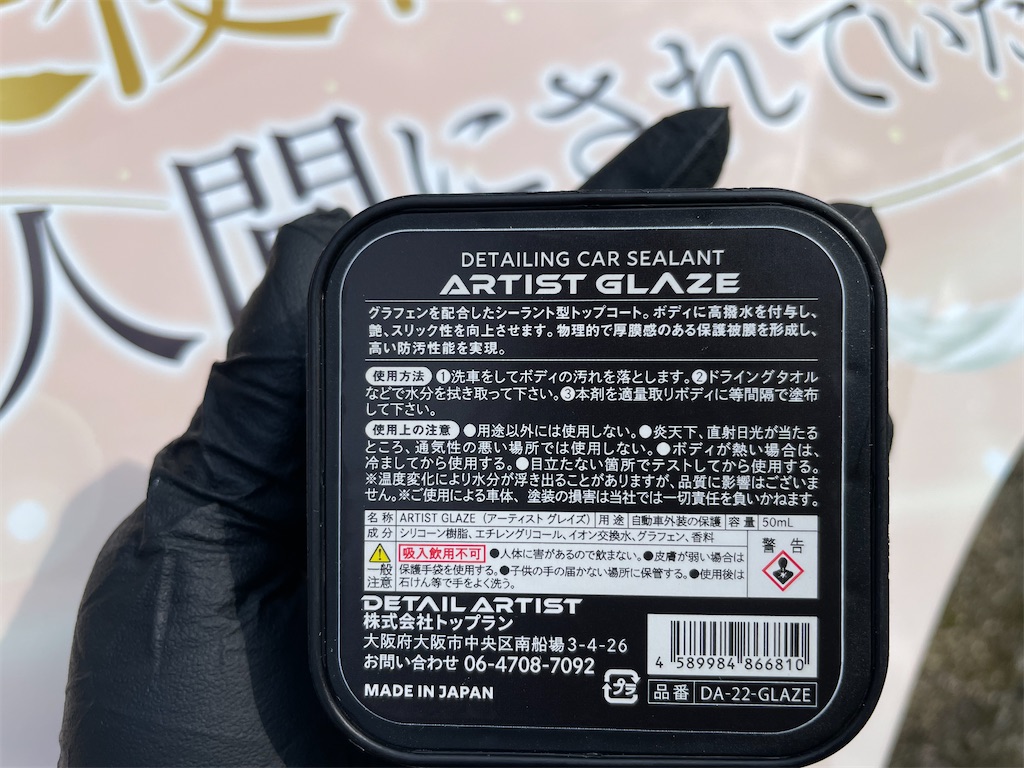 人間にされてい
DETAILING CAR SEALANT
ARTIST GLAZE
グラフェンを配合したシーラント型トップコート。ボディに高撥水を付与し、
艶、スリック性を向上させます。物理的で厚膜感のある保護被膜を形成し、
高い防汚性能を実現。
使用方法 ❶洗車をしてボディの汚れを落とします。❷ドライングタオル
などで水分を拭き取って下さい。❸本剤を適量取りボディに等間隔で塗布
して下さい。
使用上の注意 ●用途以外には使用しない。●炎天下、直射日光が当たる
ところ、通気性の悪い場所では使用しない。●ボディが熱い場合は、
冷ましてから使用する。●目立たない箇所でテストしてから使用する。
※温度変化により水分が浮き出ることがありますが、品質に影響はございま
せん。※ご使用による車体、塗装の損害は当社では一切責任を負いかねます。
名称 ARTIST GLAZE（アーティスト グレイズ） 用途 自動車外装の保護 容量 50mL
成分 シリコーン樹脂、エチレングリコール、イオン交換水、グラフェン、香料
一般注意
吸入飲用不可 ●人体に害があるので飲まない。●皮膚が弱い場合は
保護手袋を使用する。●子供の手の届かない場所に保管する。●使用後は
石けん等で手をよく洗う。
警告
DETAIL ARTIST
株式会社トップラン
大阪府大阪市中央区南船場3-4-26
お問い合わせ 06-4708-7092
MADE IN JAPAN
プラ
4 589984 866810
品番 DA-22-GLAZE